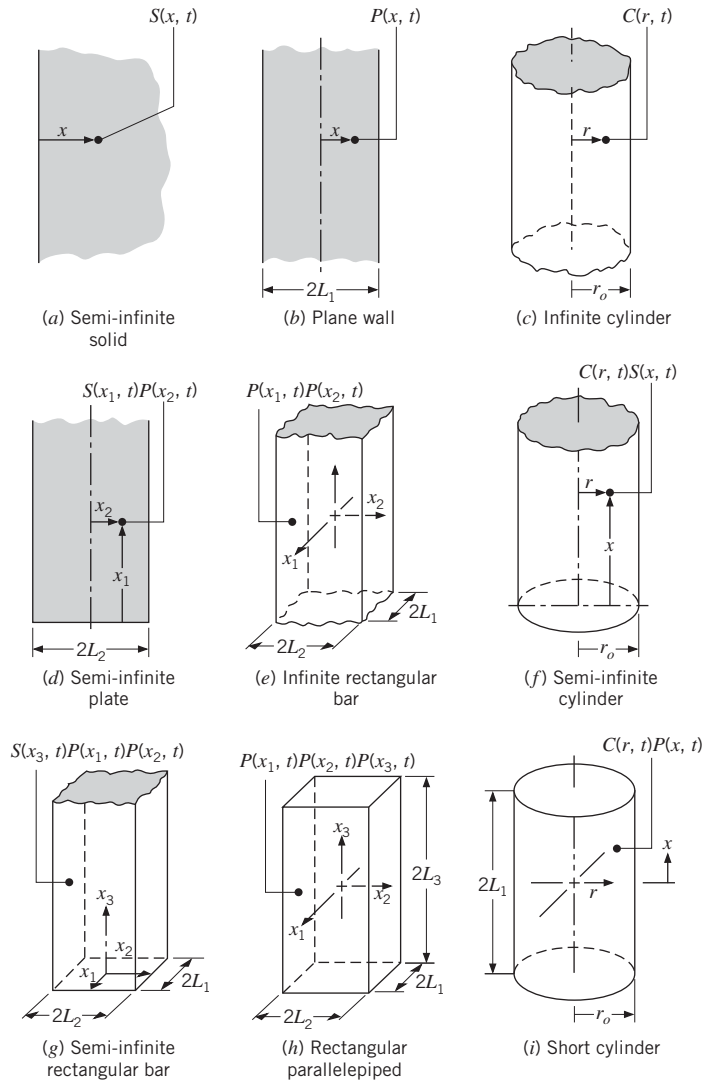 S(x, t)
x
(a) Semi-infinite
solid
P(x, t)
x
2L₁
(b) Plane wall
C(r, t)
r
rₒ
(c) Infinite cylinder
S(x₁, t)P(x₂, t)
x₂
x₁
2L₂
(d) Semi-infinite
plate
P(x₁, t)P(x₂, t)
x₂
x₁
2L₁
2L₂
(e) Infinite rectangular
bar
C(r, t)S(x, t)
r
x
rₒ
(f) Semi-infinite
cylinder
S(x₃, t)P(x₁, t)P(x₂, t)
x₃
x₂
x₁
2L₁
2L₂
(g) Semi-infinite
rectangular bar
P(x₁, t)P(x₂, t)P(x₃, t)
x₃
2L₃
x₂
x₁
2L₁
2L₂
(h) Rectangular
parallelepiped
C(r, t)P(x, t)
x
2L₁
r
rₒ
(i) Short cylinder